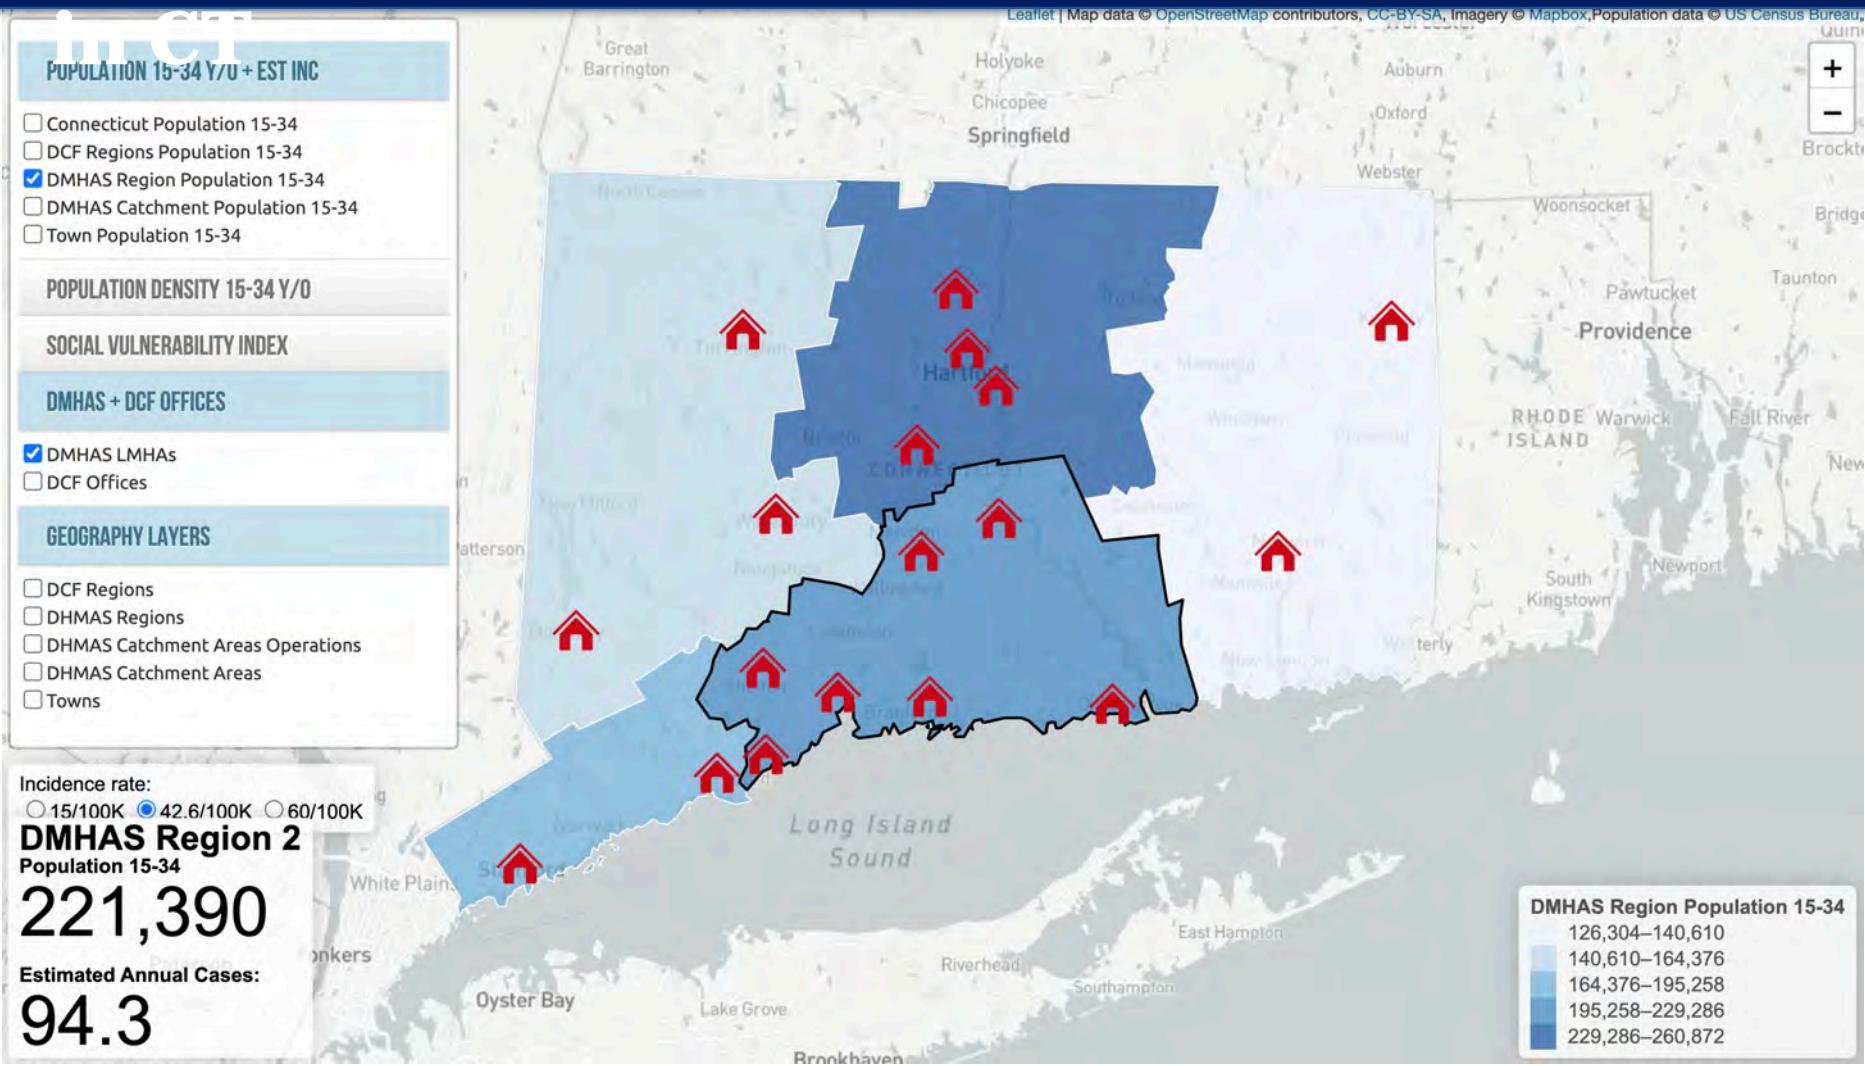 Leaflet | Map data © OpenStreetMap contributors, CC-BY-SA, Imagery © Mapbox,Population data © US Census Bureau,
in CT
POPULATION 15-34 Y/O + EST INC
Connecticut Population 15-34
DCF Regions Population 15-34
DMHAS Region Population 15-34
DMHAS Catchment Population 15-34
Town Population 15-34
POPULATION DENSITY 15-34 Y/O
SOCIAL VULNERABILITY INDEX
DMHAS + DCF OFFICES
DMHAS LMHAs
DCF Offices
GEOGRAPHY LAYERS
DCF Regions
DHMAS Regions
DHMAS Catchment Areas Operations
DHMAS Catchment Areas
Towns
Incidence rate:
15/100K 42.6/100K 60/100K
DMHAS Region 2
Population 15-34
221,390
Estimated Annual Cases:
94.3
Great
Barrington
Holyoke
Chicopee
Springfield
Auburn
Oxford
Webster
Woonsocket
Pawtucket
Providence
Taunton
RHODE
ISLAND
Warwick
Fall River
Newport
South
Kingstown
Hartford
CONNECTICUT
Long Island
Sound
White Plains
Oyster Bay
Lake Grove
Riverhead
Southampton
East Hampton
Brookhaven
+
−
DMHAS Region Population 15-34
126,304–140,610
140,610–164,376
164,376–195,258
195,258–229,286
229,286–260,872